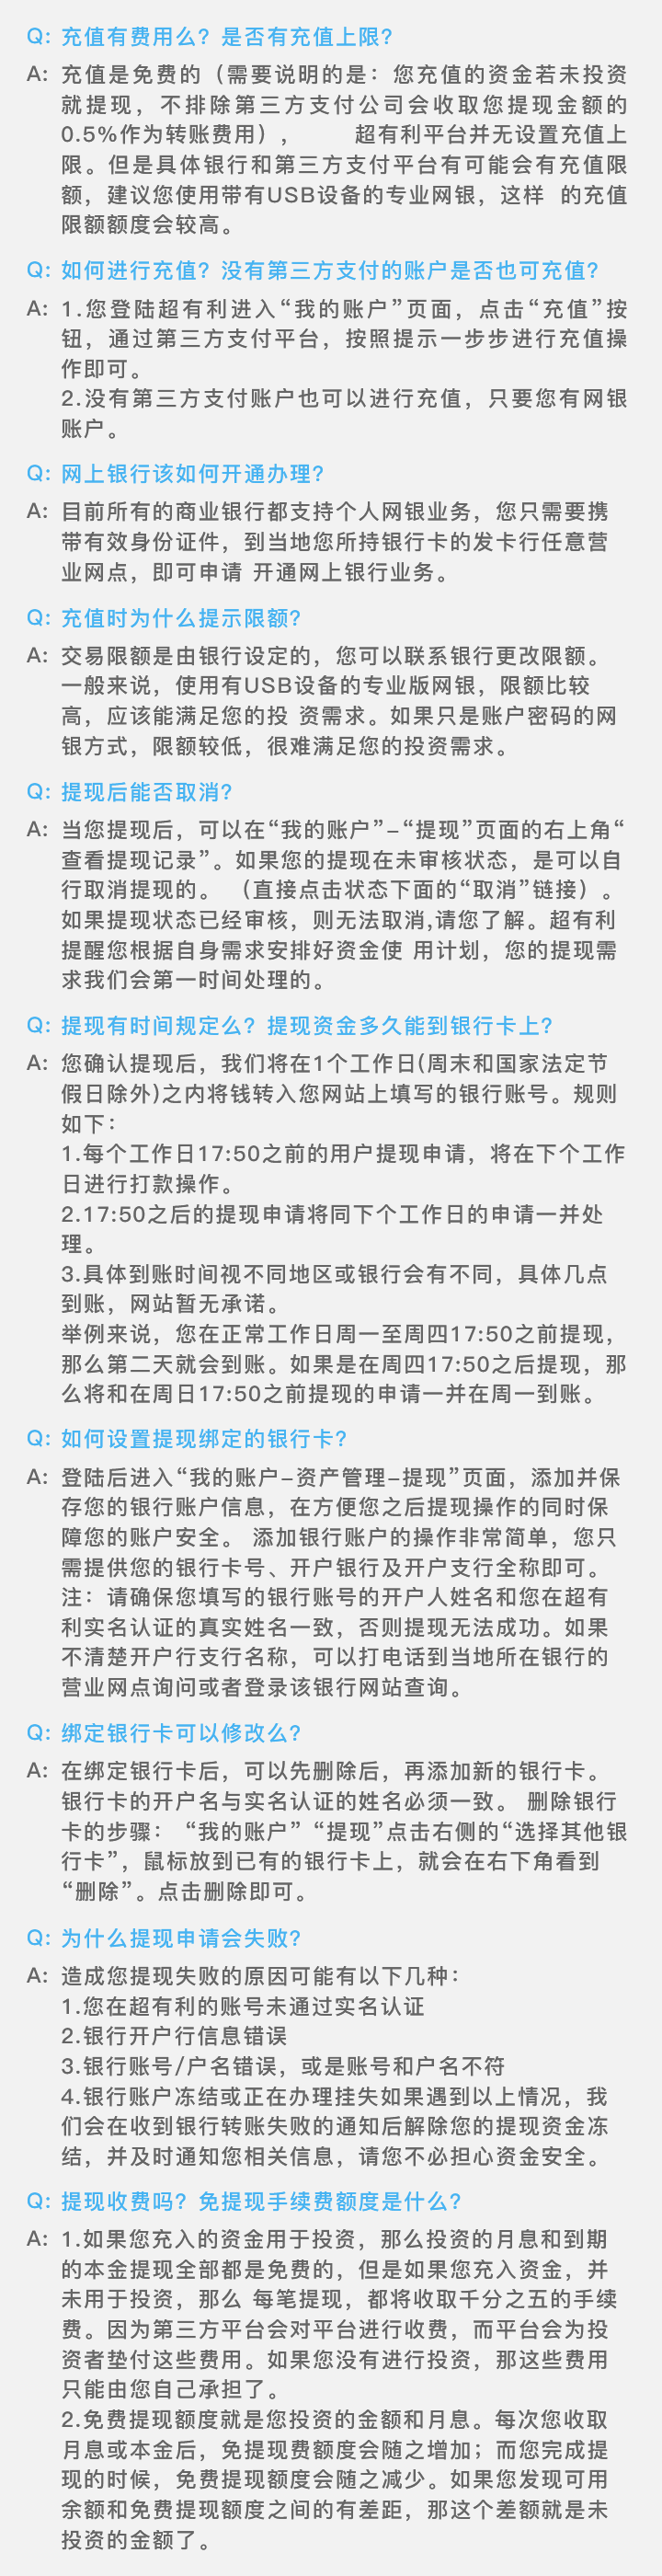 Q: 充值有费用么？是否有充值上限？
A: 充值是免费的（需要说明的是：您充值的资金若未投资
就提现，不排除第三方支付公司会收取您提现金额的
0.5%作为转账费用），　　超有利平台并无设置充值上
限。但是具体银行和第三方支付平台有可能会有充值限
额，建议您使用带有USB设备的专业网银，这样 的充值
限额额度会较高。
Q: 如何进行充值？没有第三方支付的账户是否也可充值？
A: 1.您登陆超有利进入“我的账户”页面，点击“充值”按
钮，通过第三方支付平台，按照提示一步步进行充值操
作即可。
2.没有第三方支付账户也可以进行充值，只要您有网银
账户。
Q: 网上银行该如何开通办理？
A: 目前所有的商业银行都支持个人网银业务，您只需要携
带有效身份证件，到当地您所持银行卡的发卡行任意营
业网点，即可申请 开通网上银行业务。
Q: 充值时为什么提示限额？
A: 交易限额是由银行设定的，您可以联系银行更改限额。
一般来说，使用有USB设备的专业版网银，限额比较
高，应该能满足您的投 资需求。如果只是账户密码的网
银方式，限额较低，很难满足您的投资需求。
Q: 提现后能否取消？
A: 当您提现后，可以在“我的账户”–“提现”页面的右上角“
查看提现记录”。如果您的提现在未审核状态，是可以自
行取消提现的。 （直接点击状态下面的“取消”链接）。
如果提现状态已经审核，则无法取消,请您了解。超有利
提醒您根据自身需求安排好资金使 用计划，您的提现需
求我们会第一时间处理的。
Q: 提现有时间规定么？提现资金多久能到银行卡上？
A: 您确认提现后，我们将在1个工作日(周末和国家法定节
假日除外)之内将钱转入您网站上填写的银行账号。规则
如下：
1.每个工作日17:50之前的用户提现申请，将在下个工作
日进行打款操作。
2.17:50之后的提现申请将同下个工作日的申请一并处
理。
3.具体到账时间视不同地区或银行会有不同，具体几点
到账，网站暂无承诺。
举例来说，您在正常工作日周一至周四17:50之前提现，
那么第二天就会到账。如果是在周四17:50之后提现，那
么将和在周日17:50之前提现的申请一并在周一到账。
Q: 如何设置提现绑定的银行卡？
A: 登陆后进入“我的账户–资产管理–提现”页面，添加并保
存您的银行账户信息，在方便您之后提现操作的同时保
障您的账户安全。 添加银行账户的操作非常简单，您只
需提供您的银行卡号、开户银行及开户支行全称即可。
注：请确保您填写的银行账号的开户人姓名和您在超有
利实名认证的真实姓名一致，否则提现无法成功。如果
不清楚开户行支行名称，可以打电话到当地所在银行的
营业网点询问或者登录该银行网站查询。
Q: 绑定银行卡可以修改么？
A: 在绑定银行卡后，可以先删除后，再添加新的银行卡。
银行卡的开户名与实名认证的姓名必须一致。 删除银行
卡的步骤： “我的账户” “提现”点击右侧的“选择其他银
行卡”，鼠标放到已有的银行卡上，就会在右下角看到
“删除”。点击删除即可。
Q: 为什么提现申请会失败？
A: 造成您提现失败的原因可能有以下几种：
1.您在超有利的账号未通过实名认证
2.银行开户行信息错误
3.银行账号/户名错误，或是账号和户名不符
4.银行账户冻结或正在办理挂失如果遇到以上情况，我
们会在收到银行转账失败的通知后解除您的提现资金冻
结，并及时通知您相关信息，请您不必担心资金安全。
Q: 提现收费吗？免提现手续费额度是什么？
A: 1.如果您充入的资金用于投资，那么投资的月息和到期
的本金提现全部都是免费的，但是如果您充入资金，并
未用于投资，那么 每笔提现，都将收取千分之五的手续
费。因为第三方平台会对平台进行收费，而平台会为投
资者垫付这些费用。如果您没有进行投资，那这些费用
只能由您自己承担了。
2.免费提现额度就是您投资的金额和月息。每次您收取
月息或本金后，免提现费额度会随之增加；而您完成提
现的时候，免费提现额度会随之减少。如果您发现可用
余额和免费提现额度之间的有差距，那这个差额就是未
投资的金额了。